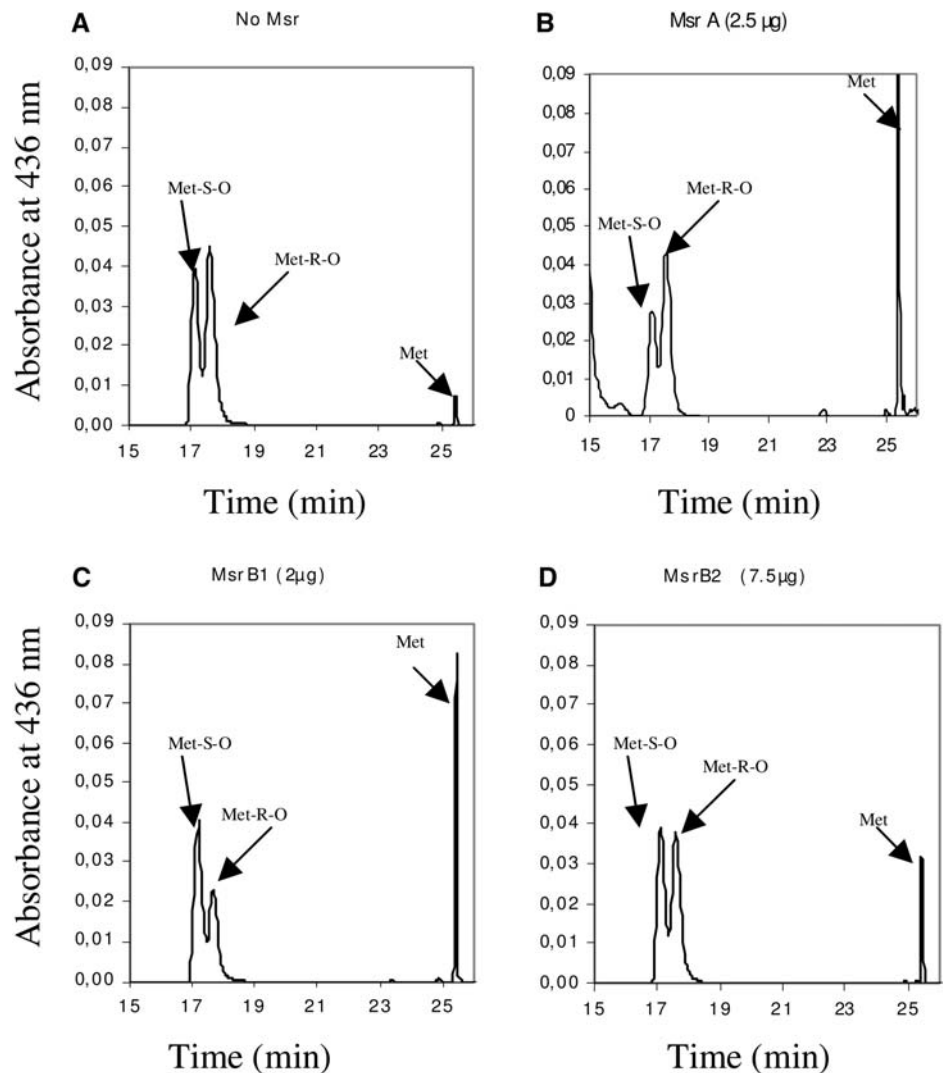 A
No Msr
Absorbance at 436 nm
0,09
0,08
0,07
0,06
0,05
0,04
0,03
0,02
0,01
0,00
Met-S-O
Met-R-O
Met
15 17 19 21 23 25
Time (min)
B
Msr A (2.5 µg)
0,09
0,08
0,07
0,06
0,05
0,04
0,03
0,02
0,01
0
Met
Met-R-O
Met-S-O
15 17 19 21 23 25
Time (min)
C
MsrB1 (2µg)
Absorbance at 436 nm
0,09
0,08
0,07
0,06
0,05
0,04
0,03
0,02
0,01
0,00
Met
Met-S-O
Met-R-O
15 17 19 21 23 25
Time (min)
D
MsrB2 (7.5µg)
0,09
0,08
0,07
0,06
0,05
0,04
0,03
0,02
0,01
0,00
Met-S-O
Met-R-O
Met
15 17 19 21 23 25
Time (min)